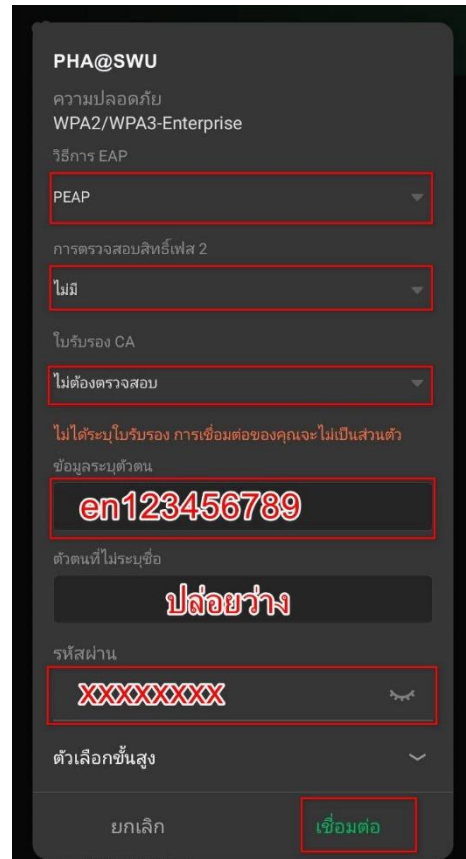 PHA@SWU
ความปลอดภัย
WPA2/WPA3-Enterprise
วิธีการ EAP
PEAP
การตรวจสอบสิทธิ์เฟส 2
ไม่มี
ใบรับรอง CA
ไม่ต้องตรวจสอบ
ไม่ได้ระบุใบรับรอง การเชื่อมต่อของคุณจะไม่เป็นส่วนตัว
ข้อมูลระบุตัวตน
en123456789
ตัวตนที่ไม่ระบุชื่อ
ปล่อยว่าง
รหัสผ่าน
xxxxxxxx
ตัวเลือกขั้นสูง
ยกเลิก เชื่อมต่อ